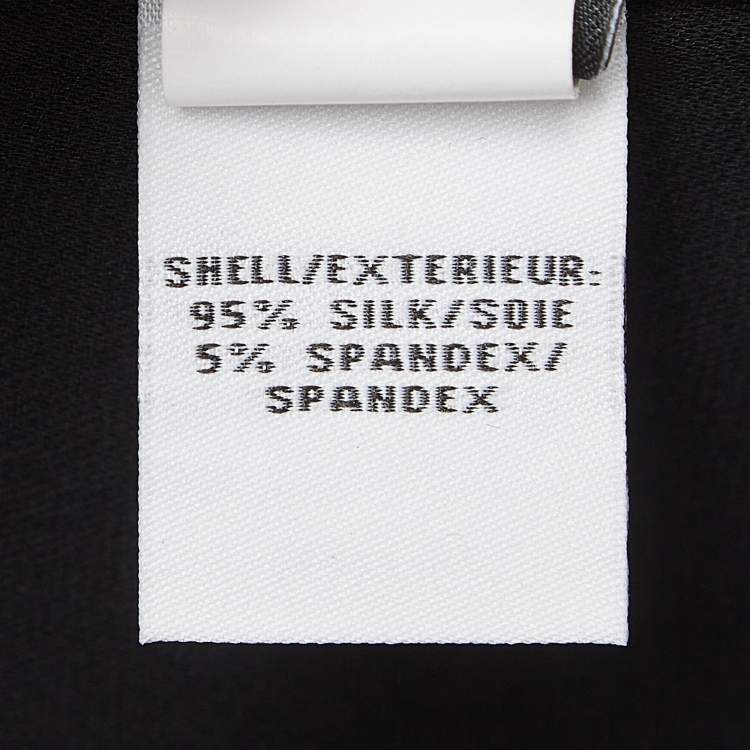 SHELL/EXTERIEUR:
95% SILK/SOIE
5% SPANDEX/
SPANDEX